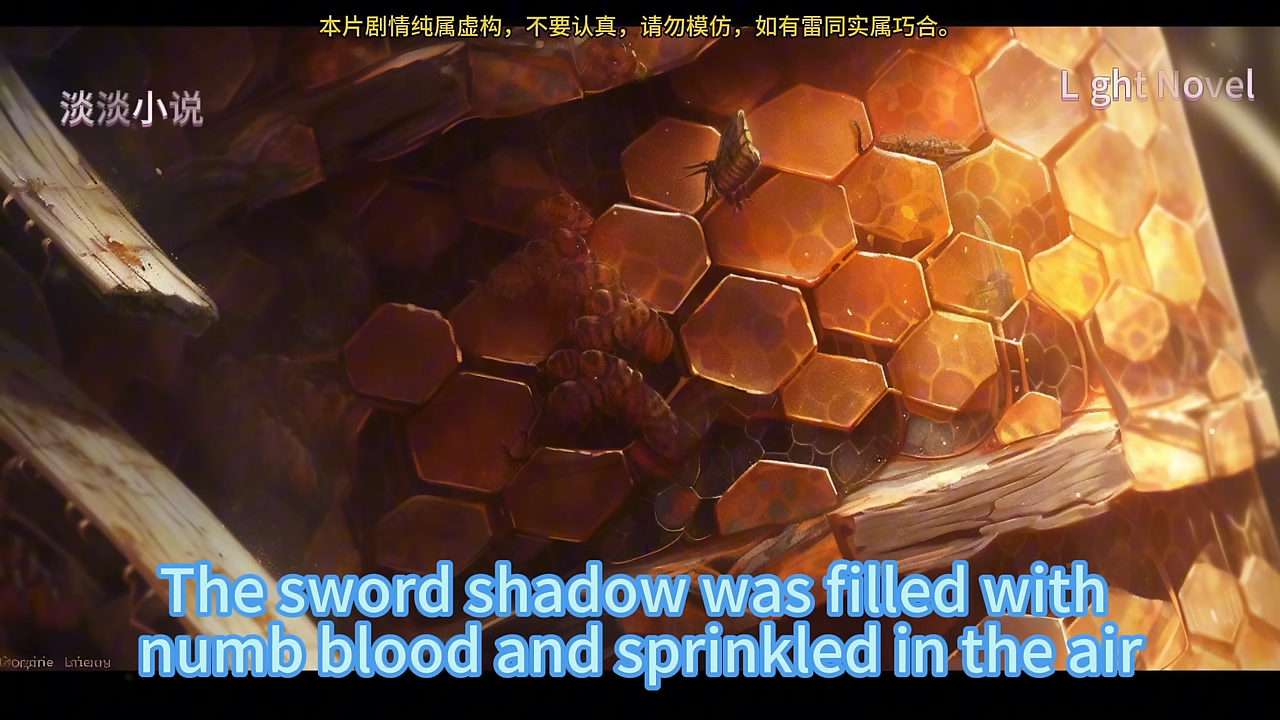 本片剧情纯属虚构，不要认真，请勿模仿，如有雷同实属巧合。
淡淡小说
L ght Novel
The sword shadow was filled with
numb blood and sprinkled in the air